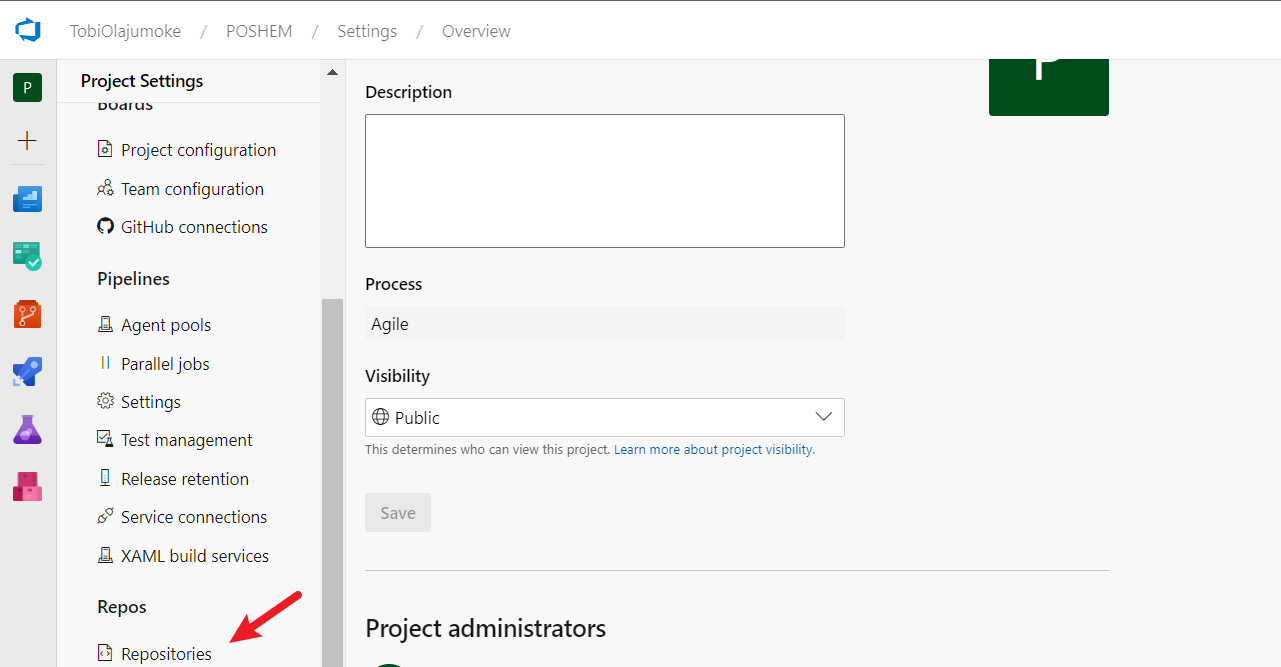 TobiOlajumoke / POSHEM / Settings / Overview
P
Project Settings
Boards
Project configuration
Team configuration
GitHub connections
Pipelines
Agent pools
Parallel jobs
Settings
Test management
Release retention
Service connections
XAML build services
Repos
Repositories
P
Description
Process
Agile
Visibility
Public
This determines who can view this project. Learn more about project visibility.
Save
Project administrators